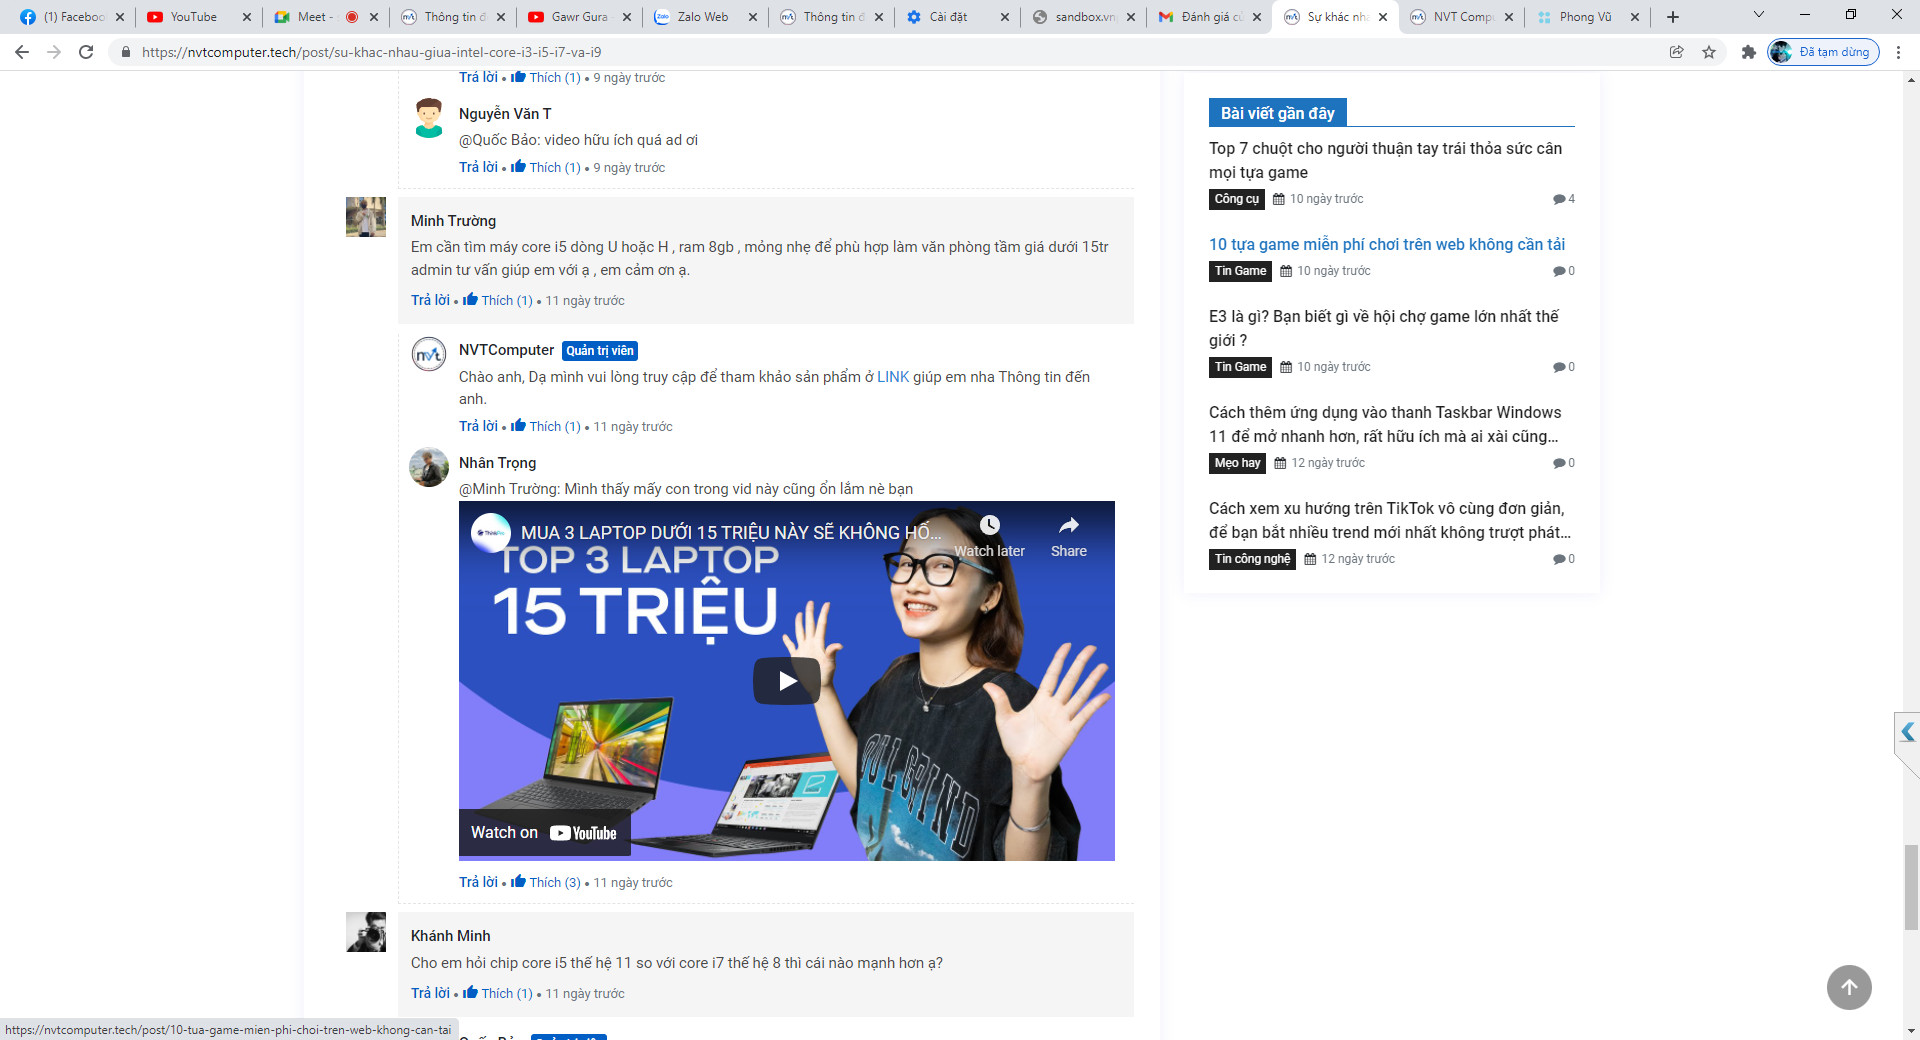 (1) Faceboo
YouTube
Meet -
Thông tin đ
Gawr Gura
Zalo Web
Thông tin đ
Cài đặt
sandbox.vn
Đánh giá cử
Sự khác nha
NVT Compu
Phong Vũ
https://nvtcomputer.tech/post/su-khac-nhau-giua-intel-core-i3-i5-i7-va-i9
Đã tạm dừng
Trả lời • Thích (1) • 9 ngày trước
Nguyễn Văn T
@Quốc Bảo: video hữu ích quá ad ơi
Trả lời • Thích (1) • 9 ngày trước
Minh Trường
Em cần tìm máy core i5 dòng U hoặc H , ram 8gb , mỏng nhẹ để phù hợp làm văn phòng tầm giá dưới 15tr
admin tư vấn giúp em với ạ , em cảm ơn ạ.
Trả lời • Thích (1) • 11 ngày trước
nvt
NVTComputer Quản trị viên
Chào anh, Dạ mình vui lòng truy cập để tham khảo sản phẩm ở LINK giúp em nha Thông tin đến
anh.
Trả lời • Thích (1) • 11 ngày trước
Nhân Trọng
@Minh Trường: Mình thấy mấy con trong vid này cũng ổn lắm nè bạn
MUA 3 LAPTOP DƯỚI 15 TRIỆU NÀY SẼ KHÔNG HỐ...
Watch later
Share
TOP 3 LAPTOP
15 TRIỆU
Watch on YouTube
Trả lời • Thích (3) • 11 ngày trước
Khánh Minh
Cho em hỏi chip core i5 thế hệ 11 so với core i7 thế hệ 8 thì cái nào mạnh hơn ạ?
Trả lời • Thích (1) • 11 ngày trước
Bài viết gần đây
Top 7 chuột cho người thuận tay trái thỏa sức cân
mọi tựa game
Công cụ 10 ngày trước 4
10 tựa game miễn phí chơi trên web không cần tải
Tin Game 10 ngày trước 0
E3 là gì? Bạn biết gì về hội chợ game lớn nhất thế
giới ?
Tin Game 10 ngày trước 0
Cách thêm ứng dụng vào thanh Taskbar Windows
11 để mở nhanh hơn, rất hữu ích mà ai xài cũng...
Mẹo hay 12 ngày trước 0
Cách xem xu hướng trên TikTok vô cùng đơn giản,
để bạn bắt nhiều trend mới nhất không trượt phát...
Tin công nghệ 12 ngày trước 0
https://nvtcomputer.tech/post/10-tua-game-mien-phi-choi-tren-web-khong-can-tai